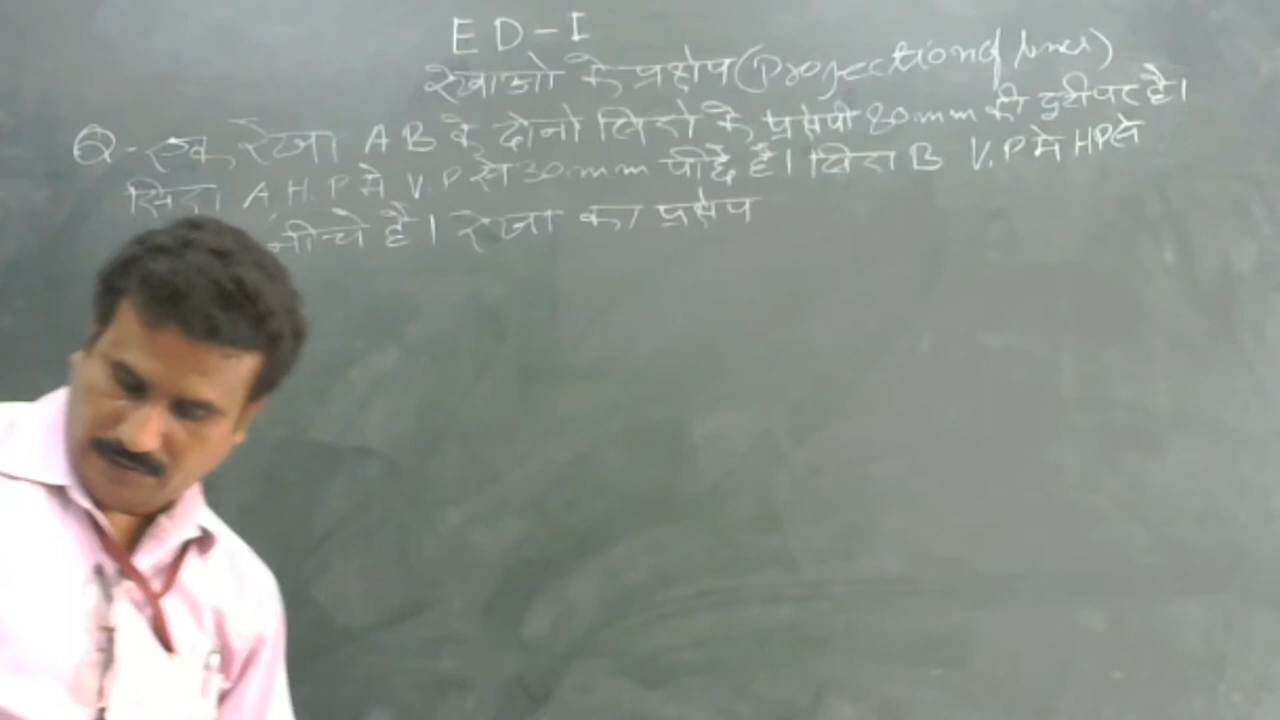 ED-I
रेखाओ के प्रक्षेप (Projection of lines)
Q- एक रेखा AB के दोनो सिरो के प्रक्षेपो 80mm की दुरी पर है।
सिरा A, H.P मे V.P से 30mm पीछे है। सिरा B V.P मे HP से
नीचे है। रेखा का प्रक्षेप